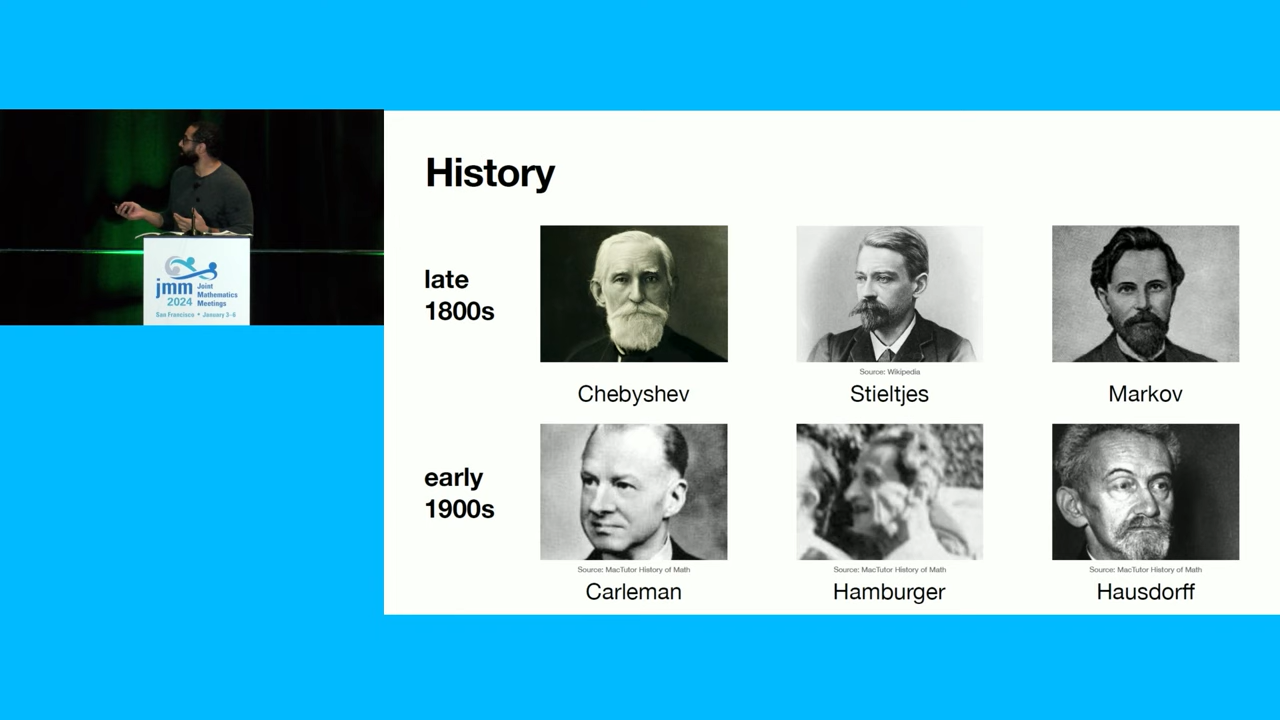 History
late
1800s
Chebyshev
Source: Wikipedia
Stieltjes
Markov
early
1900s
Source: MacTutor History of Math
Carleman
Source: MacTutor History of Math
Hamburger
Source: MacTutor History of Math
Hausdorff
jmm
2024
Joint
Mathematics
Meetings
San Francisco • January 3-6